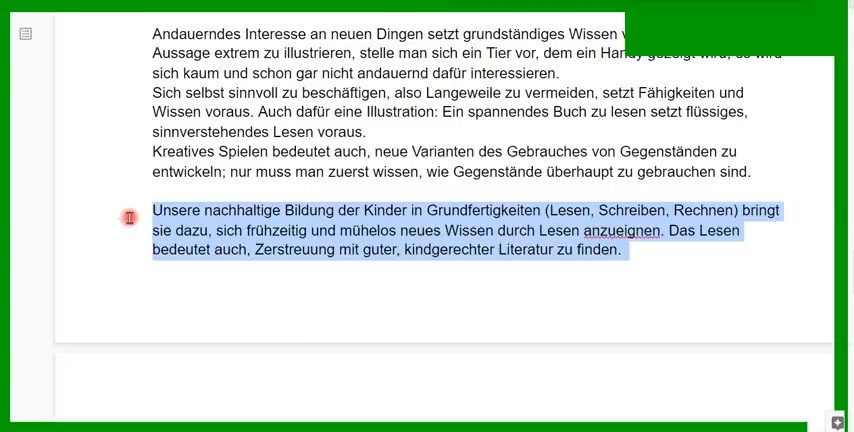 Andauerndes Interesse an neuen Dingen setzt grundständiges Wissen
Aussage extrem zu illustrieren, stelle man sich ein Tier vor, dem ein Handy gezeigt wird, es wird
sich kaum und schon gar nicht andauernd dafür interessieren.
Sich selbst sinnvoll zu beschäftigen, also Langeweile zu vermeiden, setzt Fähigkeiten und
Wissen voraus. Auch dafür eine Illustration: Ein spannendes Buch zu lesen setzt flüssiges,
sinnverstehendes Lesen voraus.
Kreatives Spielen bedeutet auch, neue Varianten des Gebrauches von Gegenständen zu
entwickeln; nur muss man zuerst wissen, wie Gegenstände überhaupt zu gebrauchen sind.
Unsere nachhaltige Bildung der Kinder in Grundfertigkeiten (Lesen, Schreiben, Rechnen) bringt
sie dazu, sich frühzeitig und mühelos neues Wissen durch Lesen anzueignen. Das Lesen
bedeutet auch, Zerstreuung mit guter, kindgerechter Literatur zu finden.